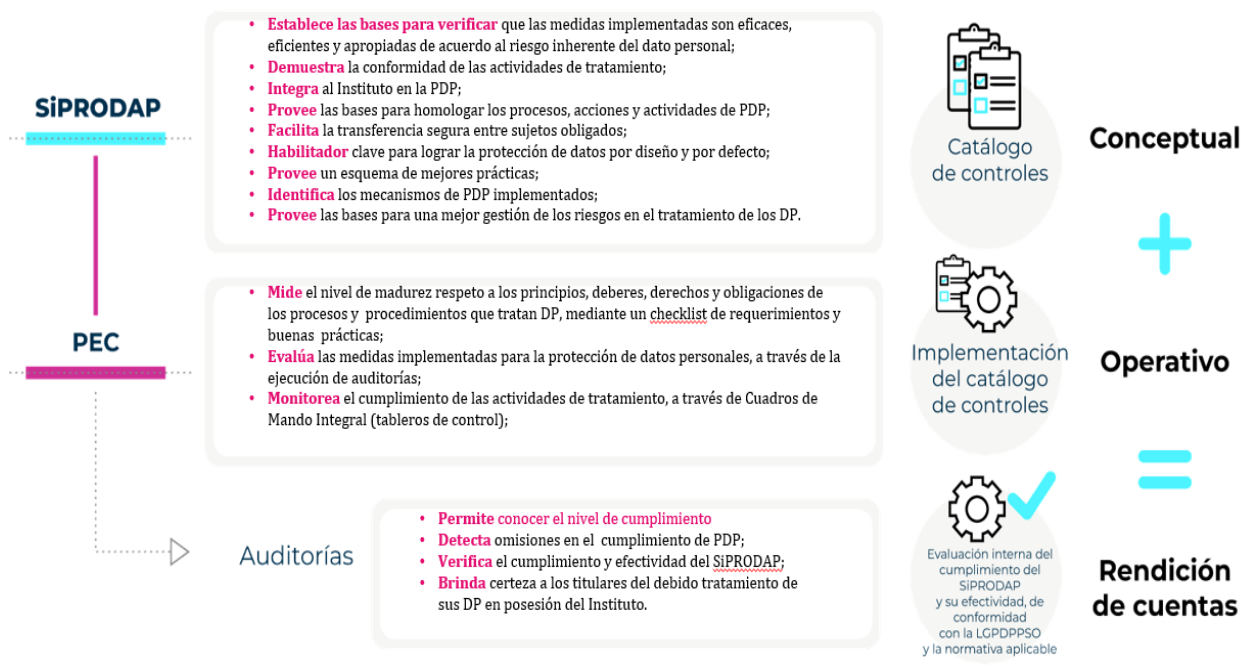 SiPRODAP
• Establece las bases para verificar que las medidas implementadas son eficaces,
eficientes y apropiadas de acuerdo al riesgo inherente del dato personal;
• Demuestra la conformidad de las actividades de tratamiento;
• Integra al Instituto en la PDP;
• Provee las bases para homologar los procesos, acciones y actividades de PDP;
• Facilita la transferencia segura entre sujetos obligados;
• Habilitador clave para lograr la protección de datos por diseño y por defecto;
• Provee un esquema de mejores prácticas;
• Identifica los mecanismos de PDP implementados;
• Provee las bases para una mejor gestión de los riesgos en el tratamiento de los DP.
Catálogo
de controles
Conceptual
+
PEC
• Mide el nivel de madurez respeto a los principios, deberes, derechos y obligaciones de
los procesos y procedimientos que tratan DP, mediante un checklist de requerimientos y
buenas prácticas;
• Evalúa las medidas implementadas para la protección de datos personales, a través de la
ejecución de auditorías;
• Monitorea el cumplimiento de las actividades de tratamiento, a través de Cuadros de
Mando Integral (tableros de control);
Implementación
del catálogo
de controles
Operativo
=
Auditorías
• Permite conocer el nivel de cumplimiento
• Detecta omisiones en el cumplimiento de PDP;
• Verifica el cumplimiento y efectividad del SiPRODAP;
• Brinda certeza a los titulares del debido tratamiento de
sus DP en posesión del Instituto.
Evaluación interna del
cumplimiento del
SiPRODAP
y su efectividad, de
conformidad
con la LGPDPPSO
y la normativa aplicable
Rendición
de cuentas